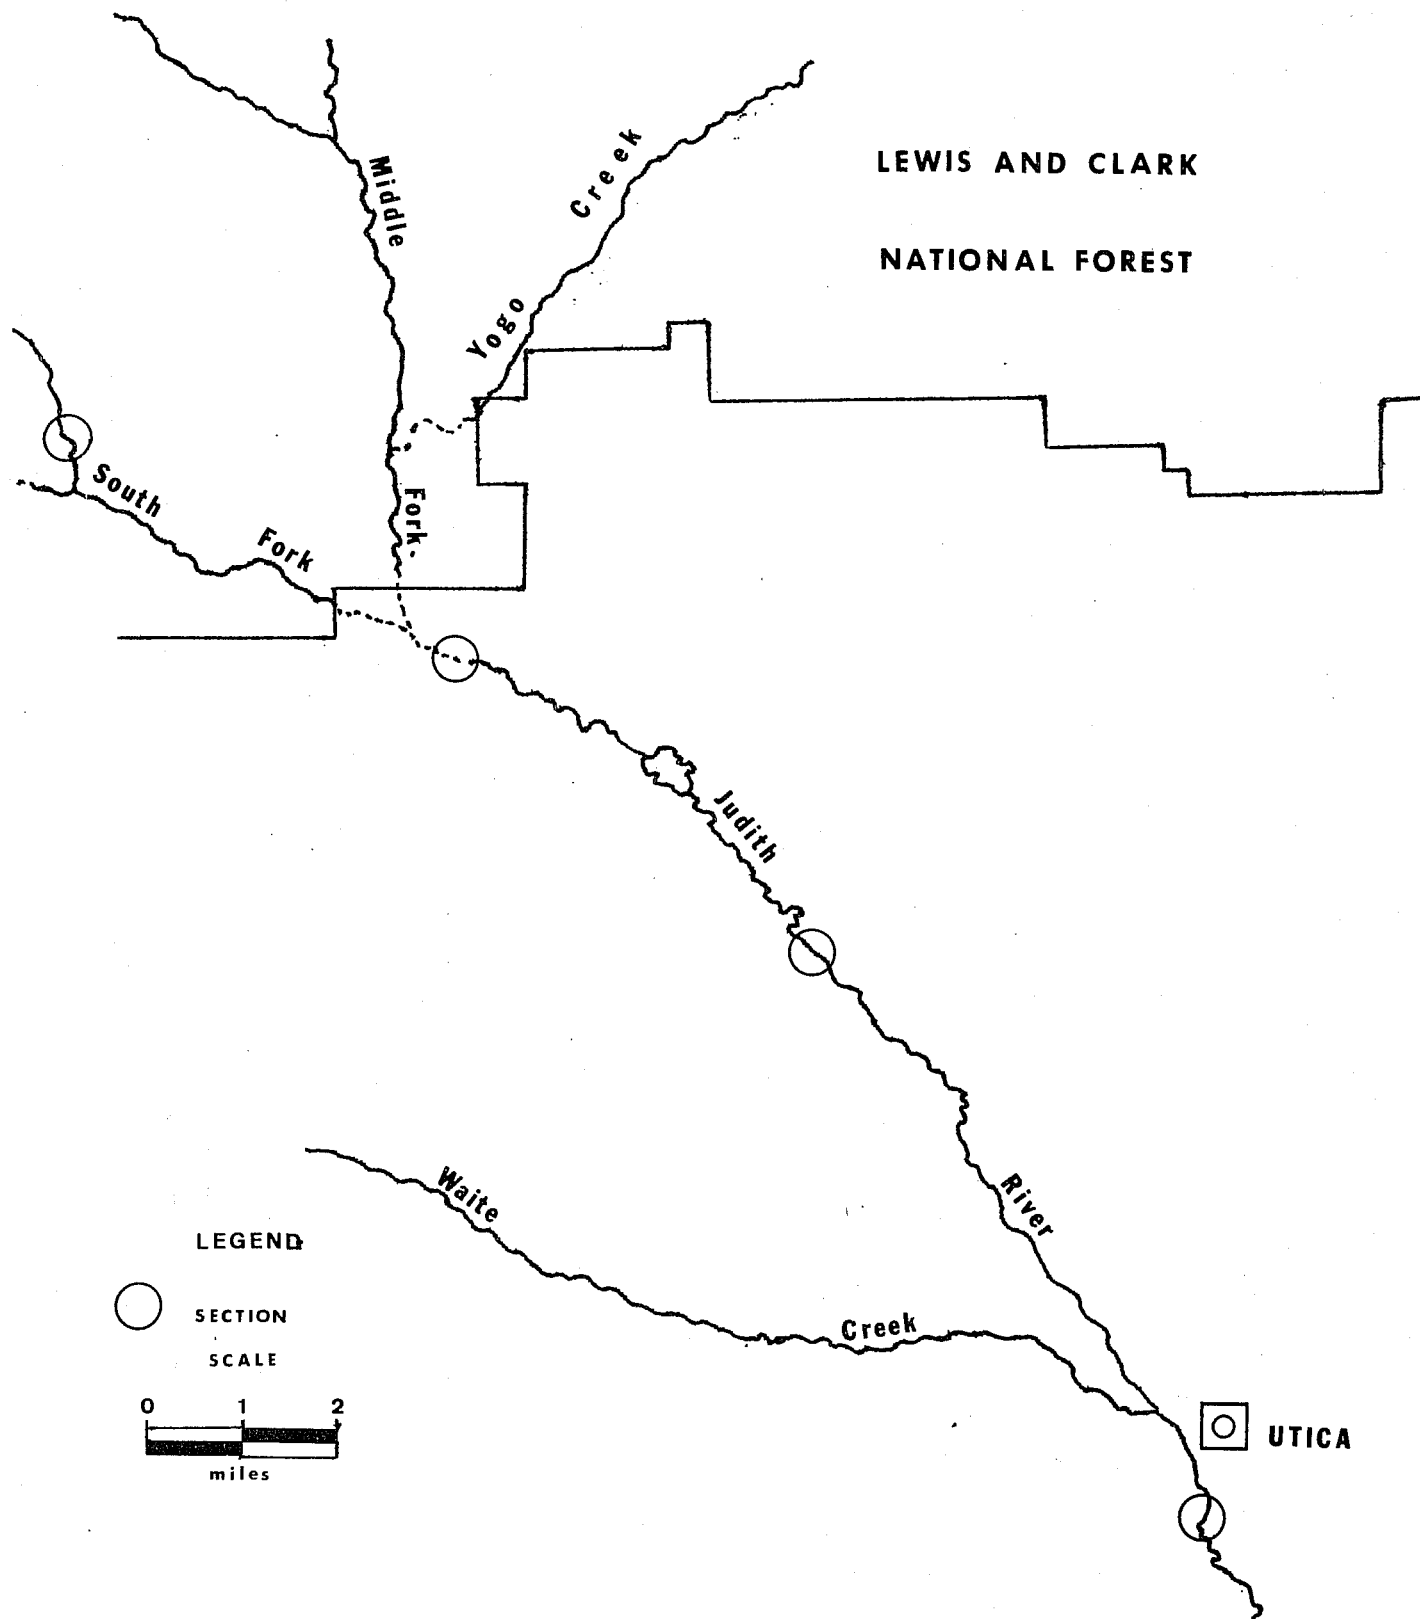 LEWIS AND CLARK
NATIONAL FOREST
Middle
Fork.
Yogo Creek
South Fork
Judith River
Waite Creek
LEGEND
SECTION
SCALE
0 1 2
miles
UTICA